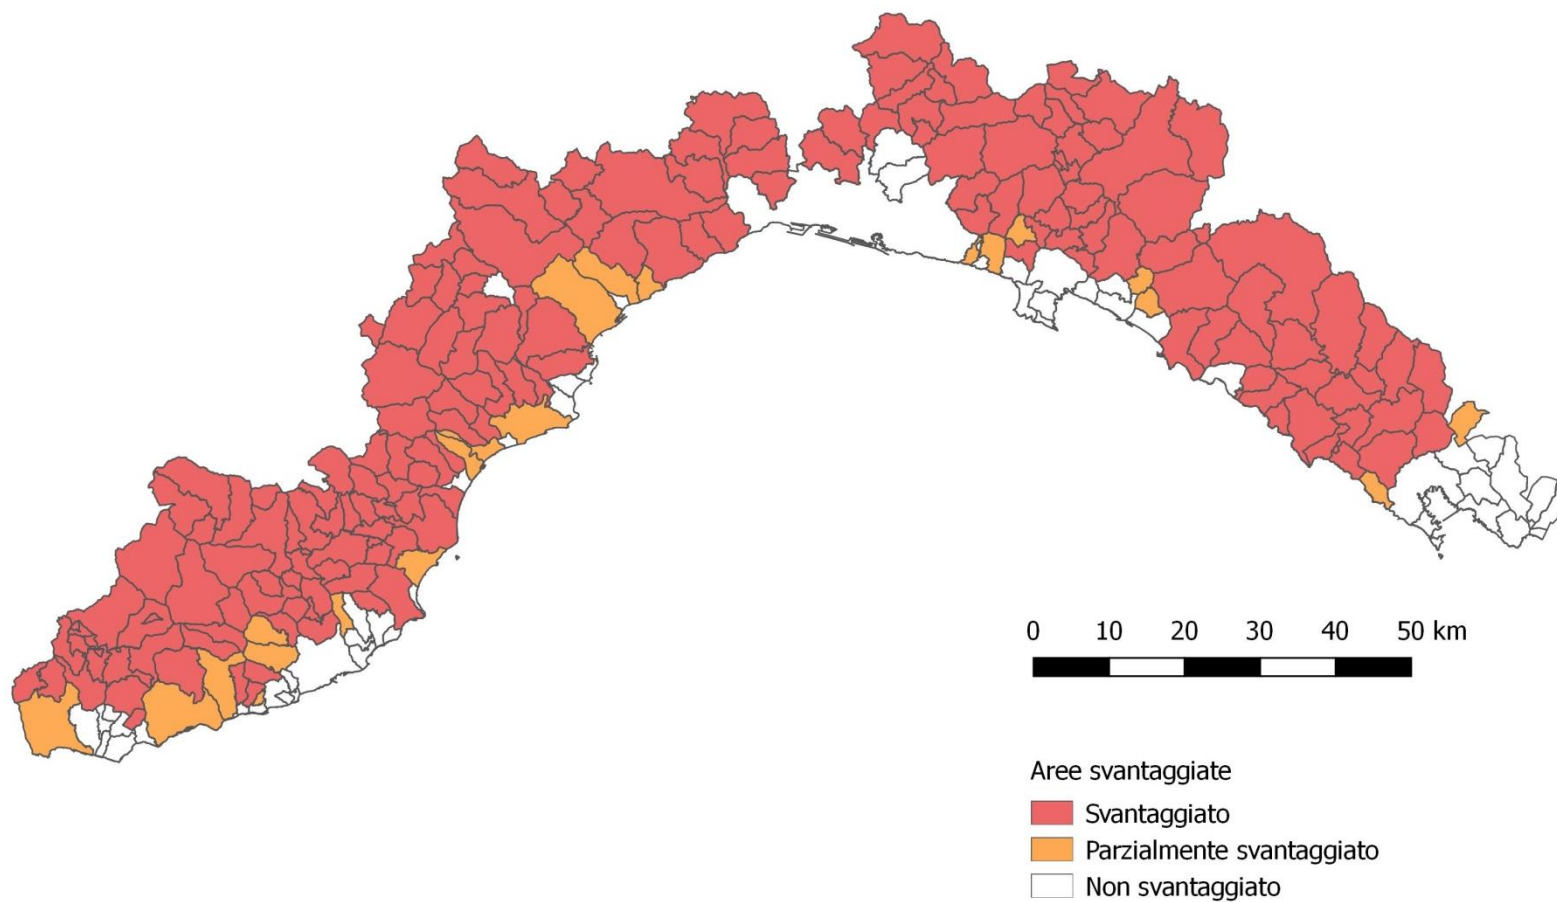 0 10 20 30 40 50 km
Aree svantaggiate
Svantaggiato
Parzialmente svantaggiato
Non svantaggiato